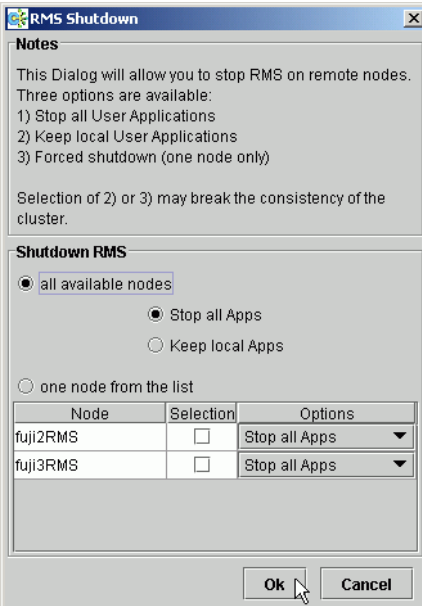 RMS Shutdown
Notes
This Dialog will allow you to stop RMS on remote nodes.
Three options are available:
1) Stop all User Applications
2) Keep local User Applications
3) Forced shutdown (one node only)
Selection of 2) or 3) may break the consistency of the
cluster.
Shutdown RMS
all available nodes
Stop all Apps
Keep local Apps
one node from the list
Node Selection Options
fuji2RMS Stop all Apps
fuji3RMS Stop all Apps
Ok Cancel